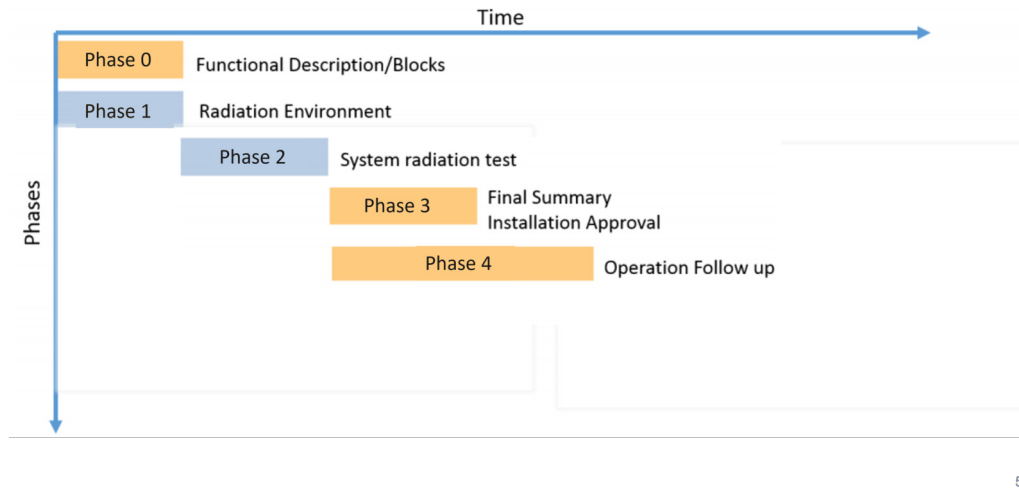 Time
Phase 0
Functional Description/Blocks
Phase 1
Radiation Environment
Phase 2
System radiation test
Phases
Phase 3
Final Summary
Installation Approval
Phase 4
Operation Follow up